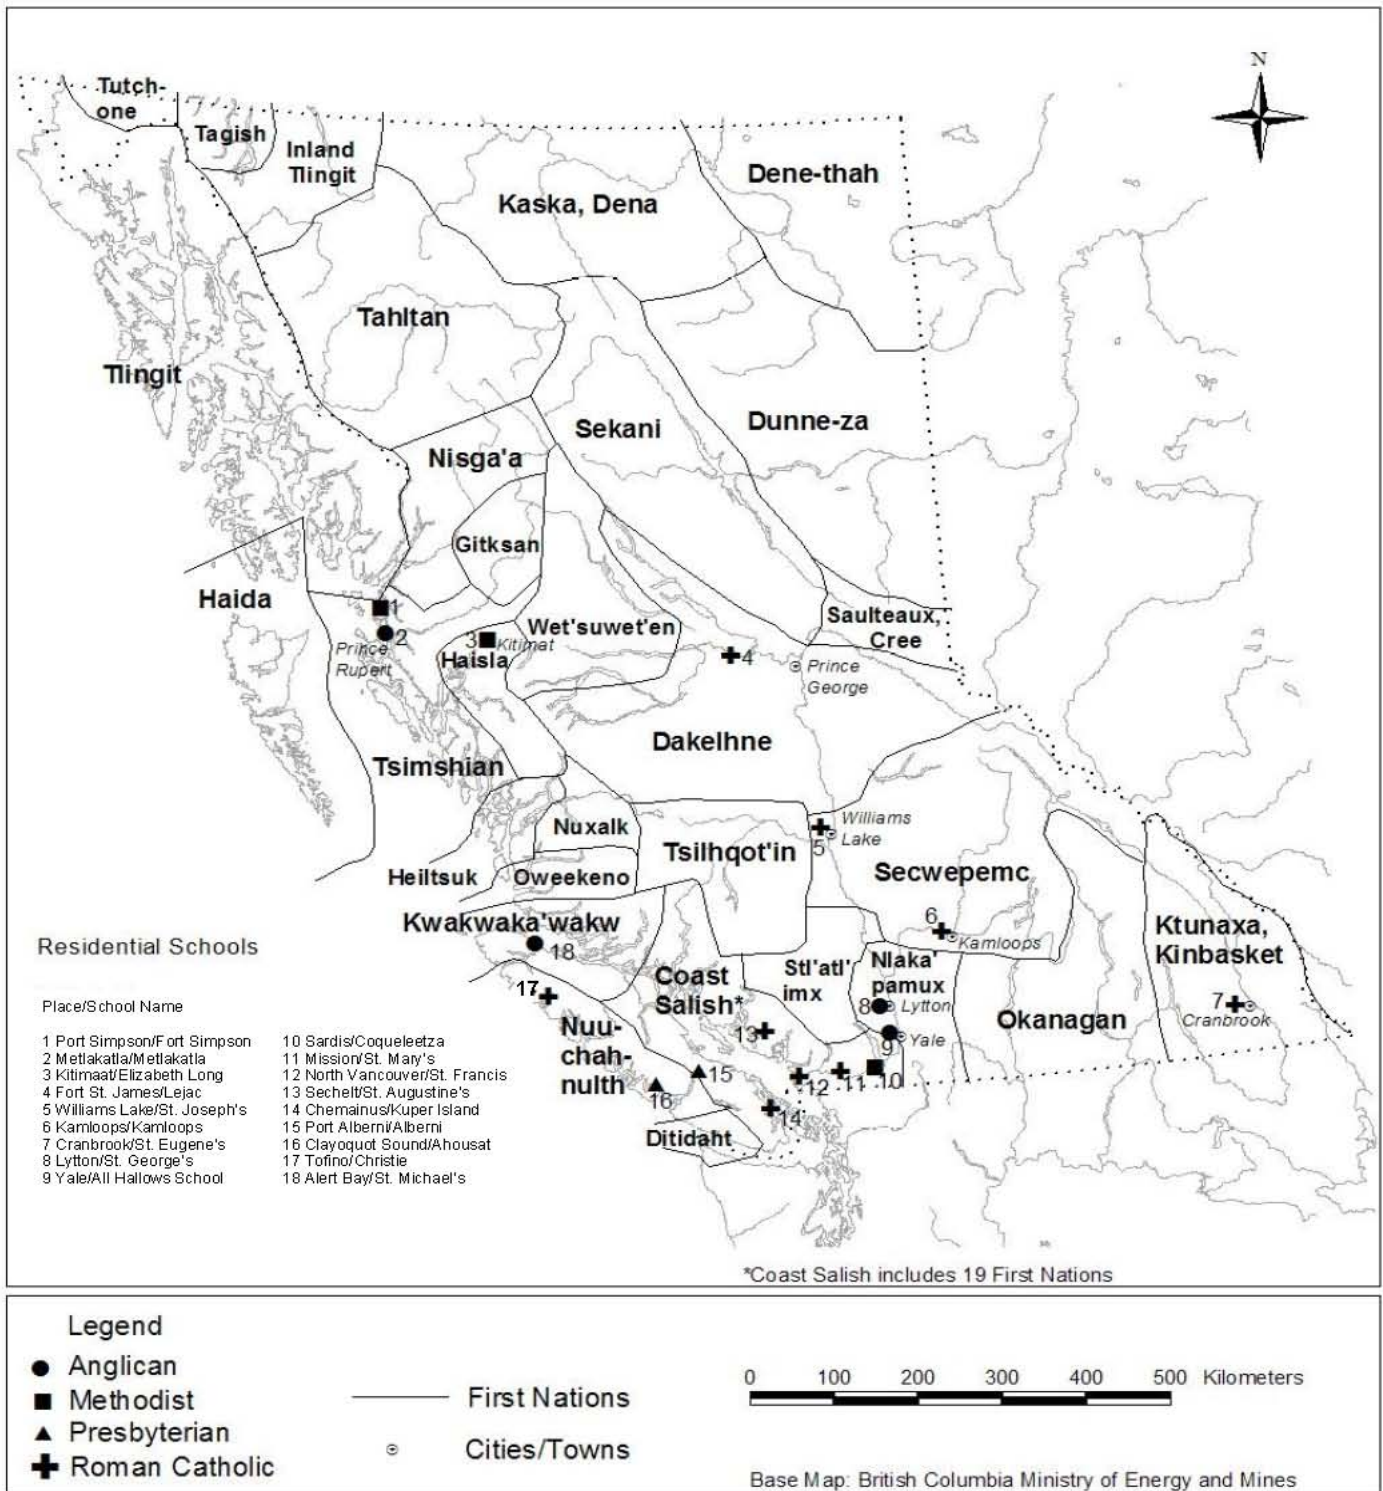 N
Tutch-
one
Tagish
Inland
Tlingit
Kaska, Dena
Dene-thah
Tahltan
Tlingit
Sekani
Dunne-za
Nisga'a
Gitksan
Haida
1
2
Prince
Rupert
3
Kitimat
Haisla
Wet'suwet'en
4
Saulteaux,
Cree
Prince
George
Dakelhne
Tsimshian
Nuxalk
Heiltsuk
Oweekeno
Tsilhqot'in
Williams
Lake
5
Secwepemc
Kwakwaka'wakw
18
6
Kamloops
Ktunaxa,
Kinbasket
7
Cranbrook
17
Coast
Salish*
Stl'atl'
imx
Nlaka'
pamux
8
Lytton
Okanagan
Nuu-
chah-
nulth
13
9
Yale
15
16
12
11
10
14
Ditidaht
Residential Schools
Place/School Name
1 Port Simpson/Fort Simpson
2 Metlakatla/Metlakatla
3 Kitimaat/Elizabeth Long
4 Fort St. James/Lejac
5 Williams Lake/St. Joseph's
6 Kamloops/Kamloops
7 Cranbrook/St. Eugene's
8 Lytton/St. George's
9 Yale/All Hallows School
10 Sardis/Coqueleetza
11 Mission/St. Mary's
12 North Vancouver/St. Francis
13 Sechelt/St. Augustine's
14 Chemainus/Kuper Island
15 Port Alberni/Alberni
16 Clayoquot Sound/Ahousat
17 Tofino/Christie
18 Alert Bay/St. Michael's
*Coast Salish includes 19 First Nations
Legend
Anglican
Methodist
Presbyterian
Roman Catholic
First Nations
Cities/Towns
0 100 200 300 400 500 Kilometers
Base Map: British Columbia Ministry of Energy and Mines